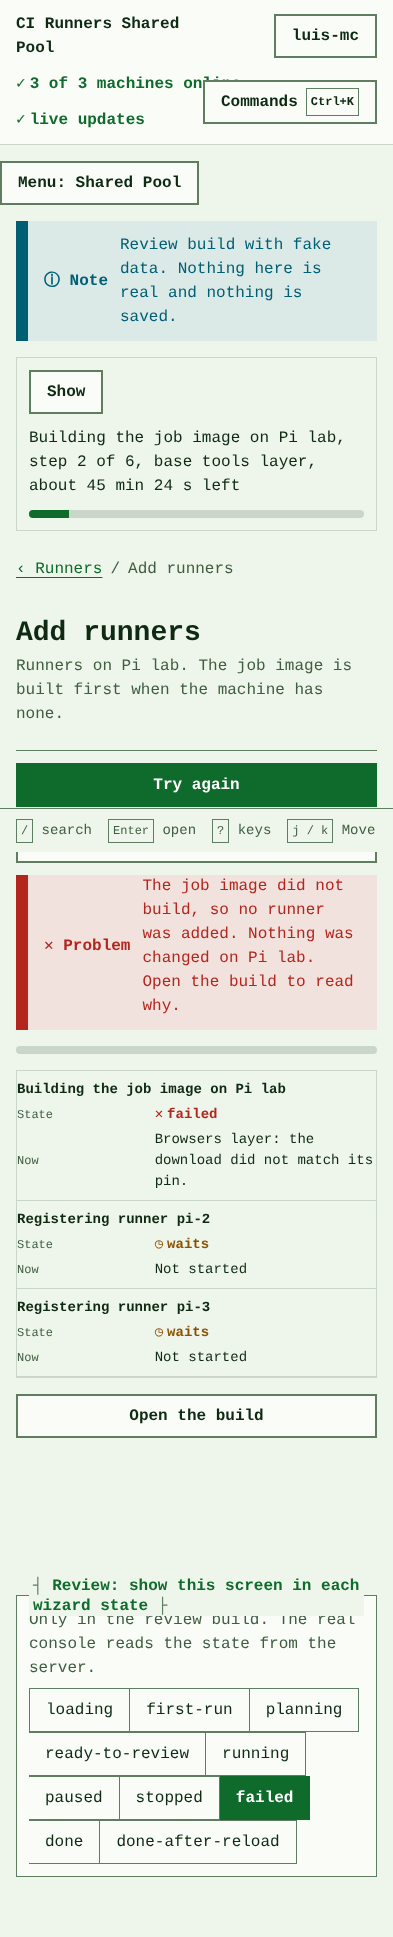 CI Runners Shared
Pool
luis-mc
✓ 3 of 3 machines online
Commands Ctrl+K
✓ live updates
Menu: Shared Pool
ⓘ Note
Review build with fake
data. Nothing here is
real and nothing is
saved.
Show
Building the job image on Pi lab,
step 2 of 6, base tools layer,
about 45 min 24 s left
‹ Runners / Add runners
Add runners
Runners on Pi lab. The job image is
built first when the machine has
none.
Try again
/ search Enter open ? keys j / k Move
✕ Problem
The job image did not
build, so no runner
was added. Nothing was
changed on Pi lab.
Open the build to read
why.
Building the job image on Pi lab
State ✕ failed
Now Browsers layer: the
download did not match its
pin.
Registering runner pi-2
State ◷ waits
Now Not started
Registering runner pi-3
State ◷ waits
Now Not started
Open the build
┤ Review: show this screen in each
wizard state ├
Only in the review build. The real
console reads the state from the
server.
loading first-run planning
ready-to-review running
paused stopped failed
done done-after-reload